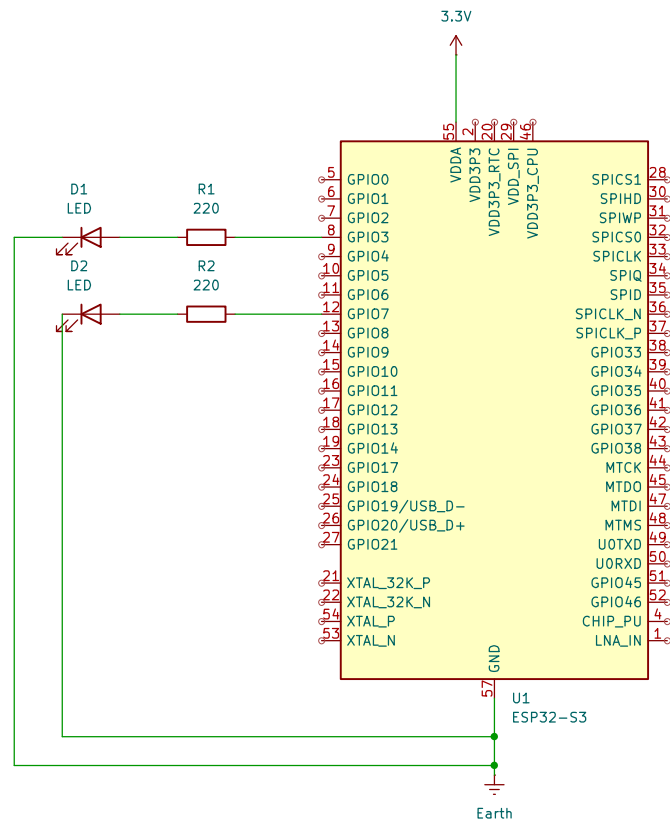 3.3V
55
2
20
29
46
VDDA
VDD3P3
VDD3P3_RTC
VDD_SPI
VDD3P3_CPU
D1
LED
R1
220
D2
LED
R2
220
5 GPIO0
6 GPIO1
7 GPIO2
8 GPIO3
9 GPIO4
10 GPIO5
11 GPIO6
12 GPIO7
13 GPIO8
14 GPIO9
15 GPIO10
16 GPIO11
17 GPIO12
18 GPIO13
19 GPIO14
23 GPIO17
24 GPIO18
25 GPIO19/USB_D-
26 GPIO20/USB_D+
27 GPIO21
21 XTAL_32K_P
22 XTAL_32K_N
54 XTAL_P
53 XTAL_N
SPICS1 28
SPIHD 30
SPIWP 31
SPICS0 32
SPICLK 33
SPIQ 34
SPID 35
SPICLK_N 36
SPICLK_P 37
GPIO33 38
GPIO34 39
GPIO35 40
GPIO36 41
GPIO37 42
GPIO38 43
MTCK 44
MTDO 45
MTDI 47
MTMS 48
U0TXD 49
U0RXD 50
GPIO45 51
GPIO46 52
CHIP_PU 4
LNA_IN 1
GND
57
U1
ESP32-S3
Earth